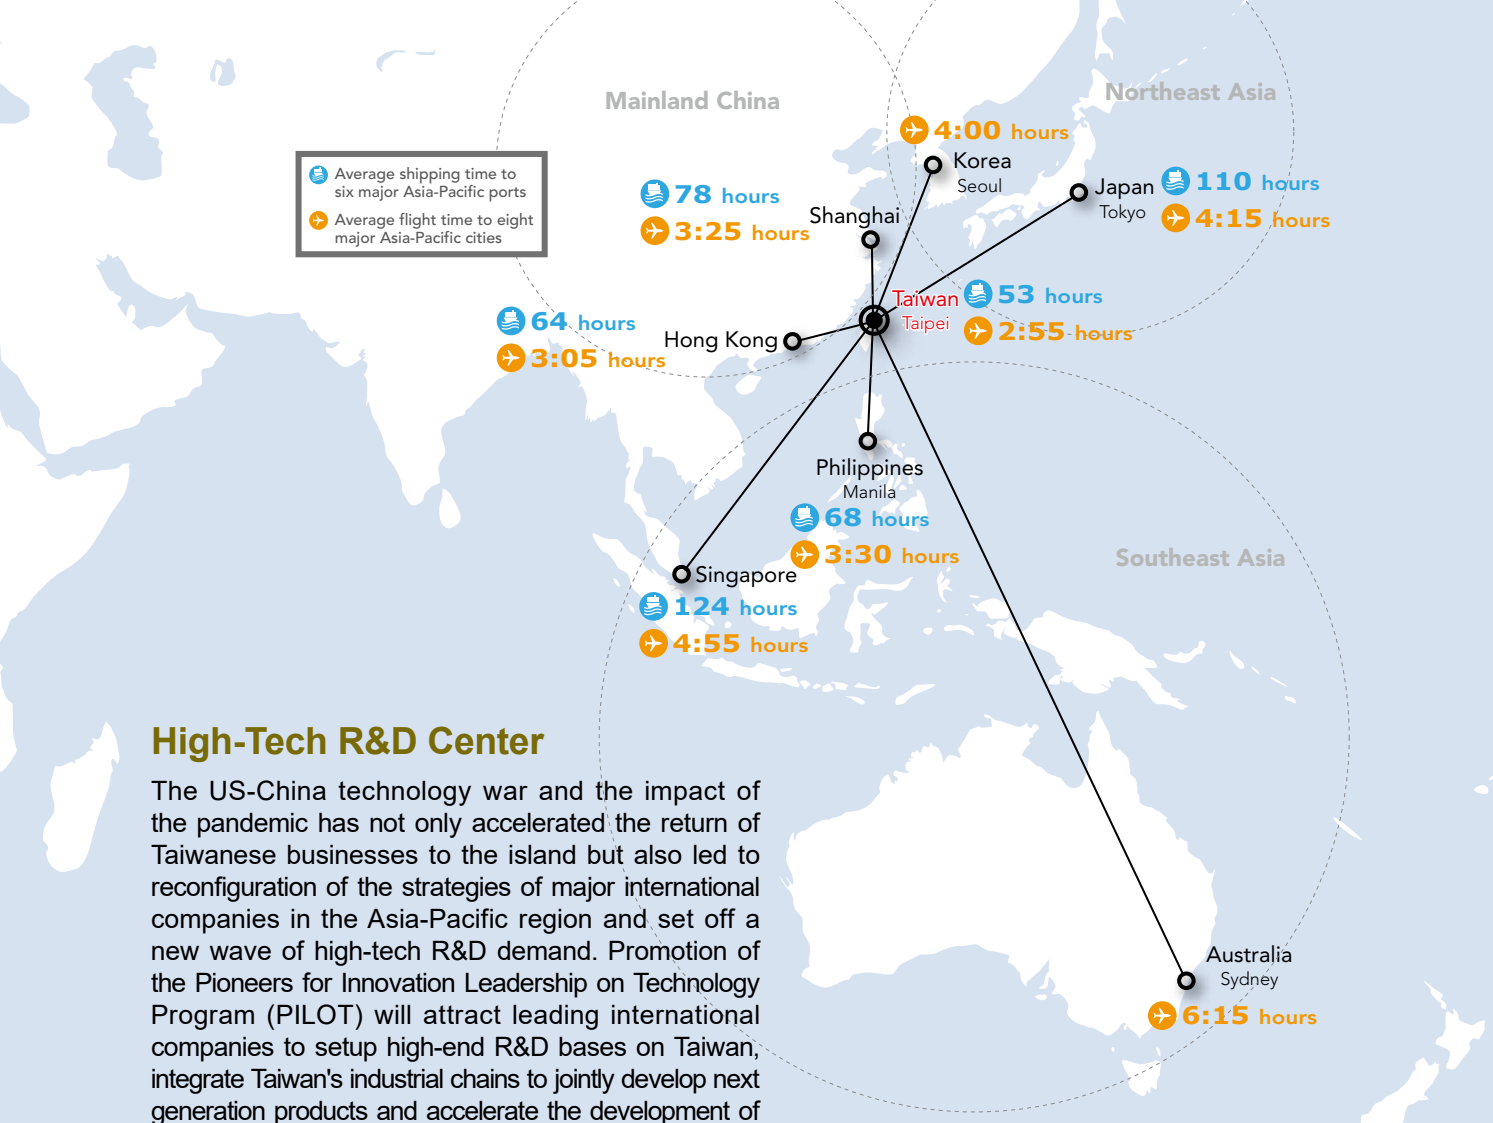 Mainland China
Northeast Asia
Average shipping time to
six major Asia-Pacific ports
Average flight time to eight
major Asia-Pacific cities
4:00 hours
Korea
Seoul
78 hours
3:25 hours
Shanghai
Japan
Tokyo
110 hours
4:15 hours
Taiwan
Taipei
53 hours
2:55 hours
64 hours
3:05 hours
Hong Kong
Philippines
Manila
68 hours
3:30 hours
Southeast Asia
Singapore
124 hours
4:55 hours
Australia
Sydney
6:15 hours
High-Tech R&D Center
The US-China technology war and the impact of
the pandemic has not only accelerated the return of
Taiwanese businesses to the island but also led to
reconfiguration of the strategies of major international
companies in the Asia-Pacific region and set off a
new wave of high-tech R&D demand. Promotion of
the Pioneers for Innovation Leadership on Technology
Program (PILOT) will attract leading international
companies to setup high-end R&D bases on Taiwan,
integrate Taiwan's industrial chains to jointly develop next
generation products and accelerate the development of